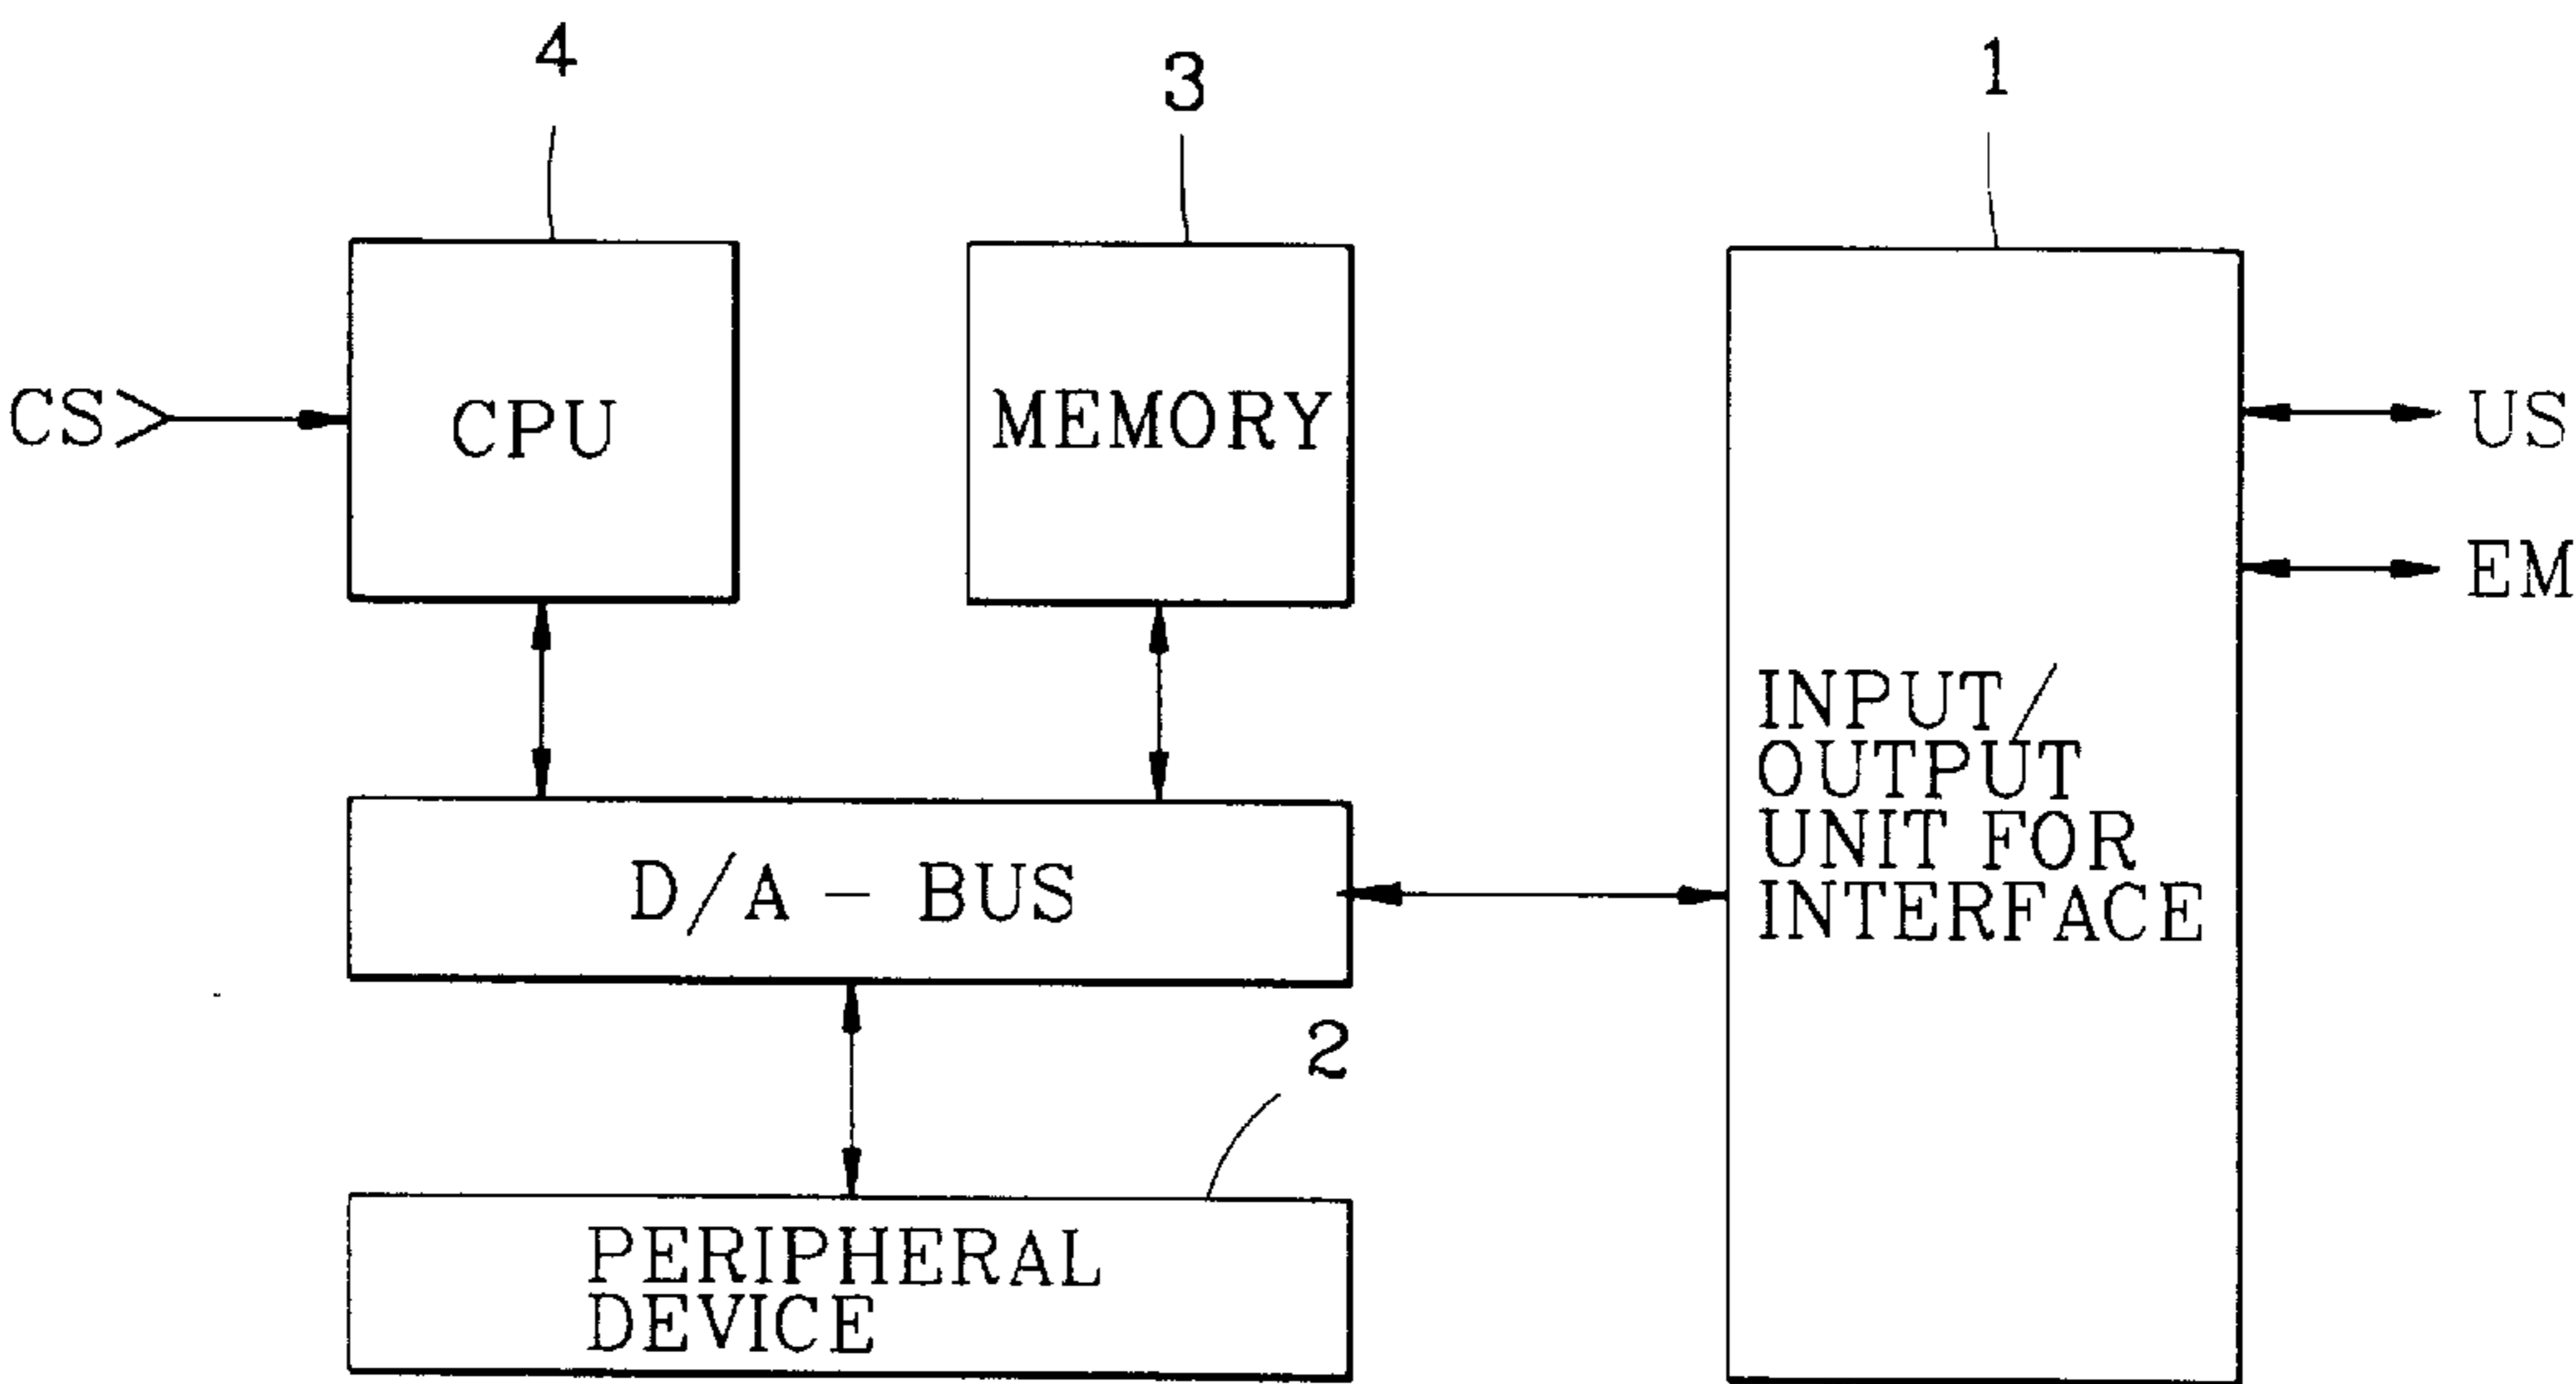 4
3
1
CS
CPU
MEMORY
US
EM
INPUT/
OUTPUT
UNIT FOR
INTERFACE
D/A - BUS
2
PERIPHERAL
DEVICE